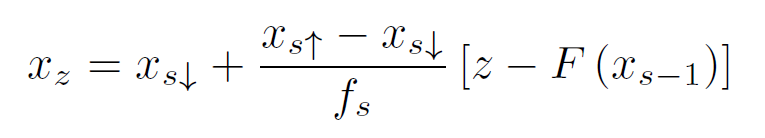 x_z = x_{s↓} + \frac{x_{s↑} − x_{s↓}}{f_s} [z − F(x_{s−1})]